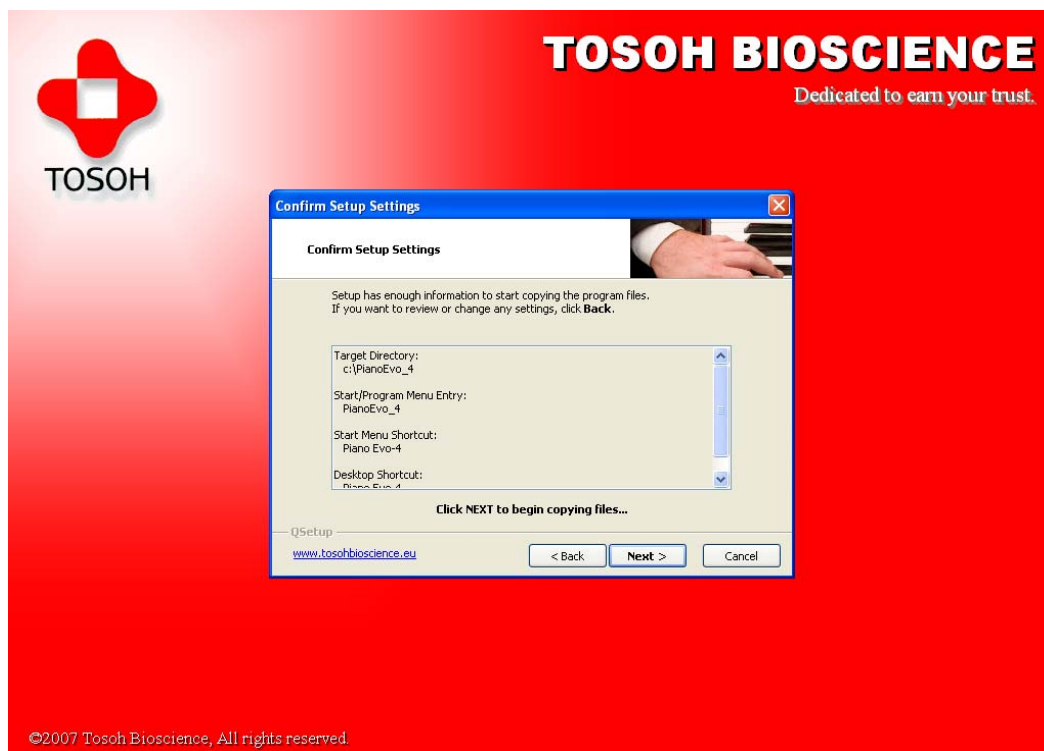 TOSOH BIOSCIENCE
Dedicated to earn your trust.
TOSOH
Confirm Setup Settings
Confirm Setup Settings
Setup has enough information to start copying the program files.
If you want to review or change any settings, click Back.
Target Directory:
c:\PianoEvo_4
Start/Program Menu Entry:
PianoEvo_4
Start Menu Shortcut:
Piano Evo-4
Desktop Shortcut:
Piano Evo-4
Click NEXT to begin copying files...
QSetup
www.tosohbioscience.eu
< Back
Next >
Cancel
©2007 Tosoh Bioscience, All rights reserved.